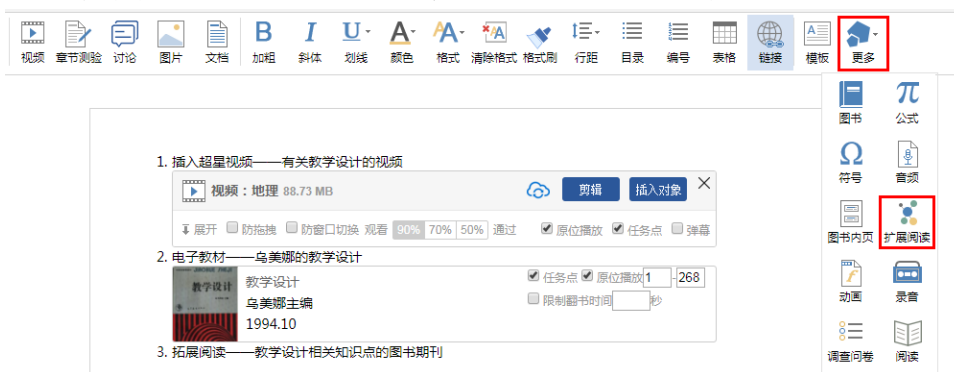 视频 章节测验 讨论 图片 文档 加粗 斜体 划线 颜色 格式 清除格式 格式刷 行距 目录 编号 表格 链接 模板 更多
图书 公式
符号 音频
图书内页 扩展阅读
动画 录音
调查问卷 阅读
1. 插入超星视频——有关教学设计的视频
视频：地理 88.73 MB 剪辑 插入对象
展开 防拖拽 防窗口切换 观看 90% 70% 50% 通过 原位播放 任务点 弹幕
2. 电子教材——乌美娜的教学设计
教学设计
教学设计 任务点 原位播放 1 - 268
乌美娜主编 限制翻书时间 秒
1994.10
3. 拓展阅读——教学设计相关知识点的图书期刊